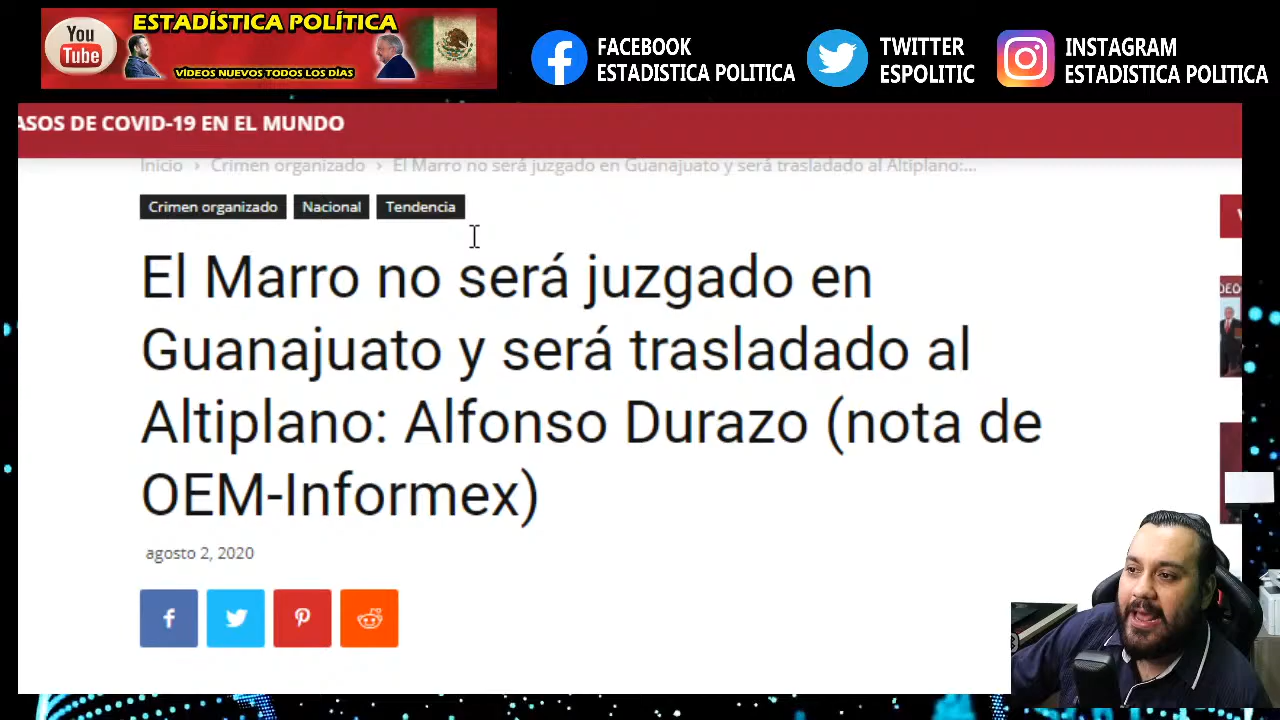 You
Tube
ESTADÍSTICA POLÍTICA
VÍDEOS NUEVOS TODOS LOS DÍAS
FACEBOOK
ESTADISTICA POLITICA
TWITTER
ESPOLITIC
INSTAGRAM
ESTADISTICA POLITICA
ASOS DE COVID-19 EN EL MUNDO
Inicio › Crimen organizado › El Marro no será juzgado en Guanajuato y será trasladado al Altiplano:...
Crimen organizado Nacional Tendencia
El Marro no será juzgado en
Guanajuato y será trasladado al
Altiplano: Alfonso Durazo (nota de
OEM-Informex)
agosto 2, 2020